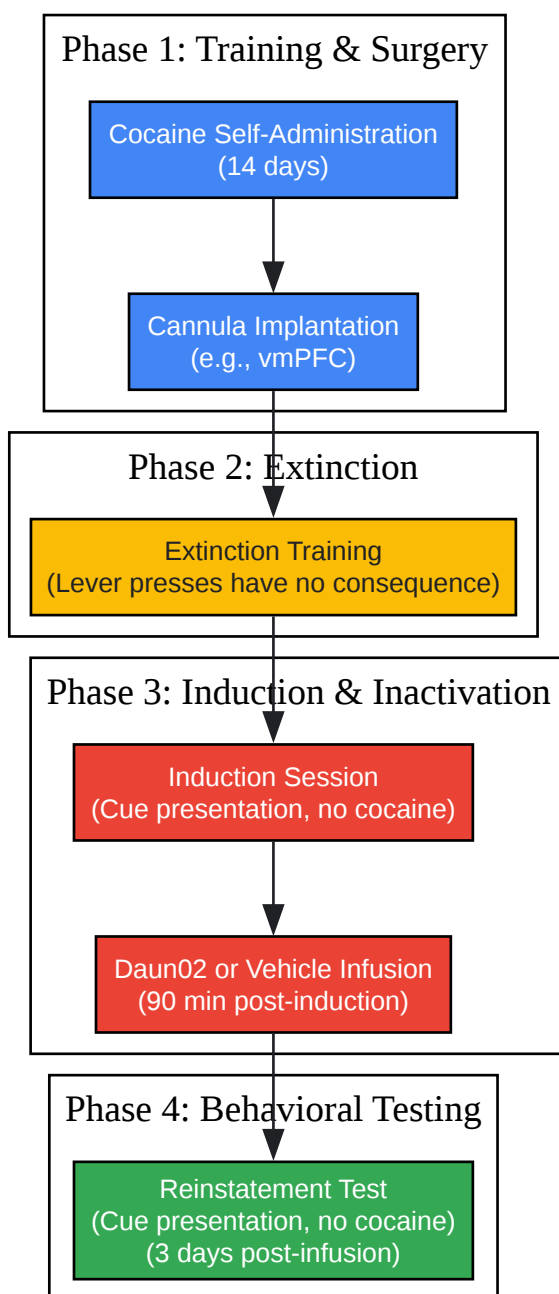 Phase 1: Training & Surgery
Cocaine Self-Administration
(14 days)
Cannula Implantation
(e.g., vmPFC)
Phase 2: Extinction
Extinction Training
(Lever presses have no consequence)
Phase 3: Induction & Inactivation
Induction Session
(Cue presentation, no cocaine)
Daun02 or Vehicle Infusion
(90 min post-induction)
Phase 4: Behavioral Testing
Reinstatement Test
(Cue presentation, no cocaine)
(3 days post-infusion)